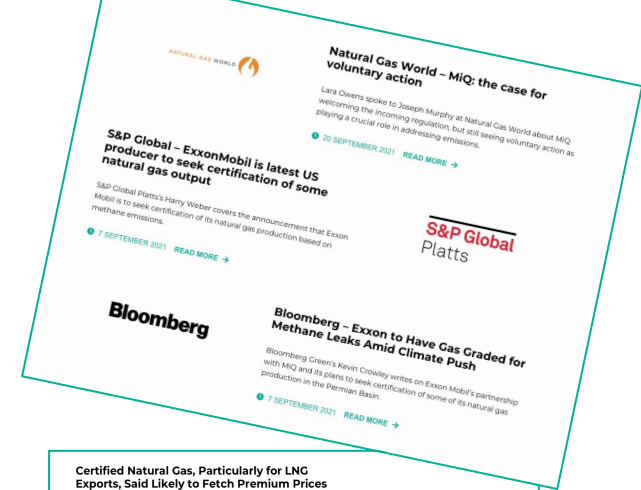 NATURAL GAS WORLD
Natural Gas World – MiQ: the case for
voluntary action
Lara Owens spoke to Joseph Murphy at Natural Gas World about MiQ
welcoming the incoming regulation, but still seeing voluntary action as
playing a crucial role in addressing emissions.
20 SEPTEMBER 2021 READ MORE →
S&P Global – ExxonMobil is latest US
producer to seek certification of some
natural gas output
S&P Global Platts's Harry Weber covers the announcement that Exxon
Mobil is to seek certification of its natural gas production based on
methane emissions.
7 SEPTEMBER 2021 READ MORE →
S&P Global
Platts
Bloomberg
Bloomberg – Exxon to Have Gas Graded for
Methane Leaks Amid Climate Push
Bloomberg Green's Kevin Crowley writes on Exxon Mobil's partnership
with MiQ and its plans to seek certification of some of its natural gas
production in the Permian Basin.
7 SEPTEMBER 2021 READ MORE →
Certified Natural Gas, Particularly for LNG
Exports, Said Likely to Fetch Premium Prices